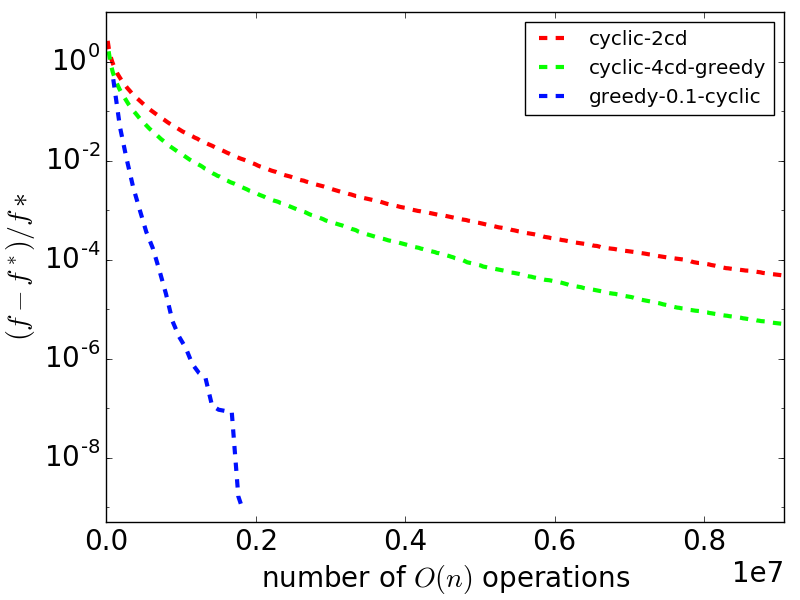 cyclic-2cd
cyclic-4cd-greedy
greedy-0.1-cyclic
10^0
10^-2
10^-4
10^-6
10^-8
(f − f*)/f*
0.0 0.2 0.4 0.6 0.8
1e7
number of O(n) operations